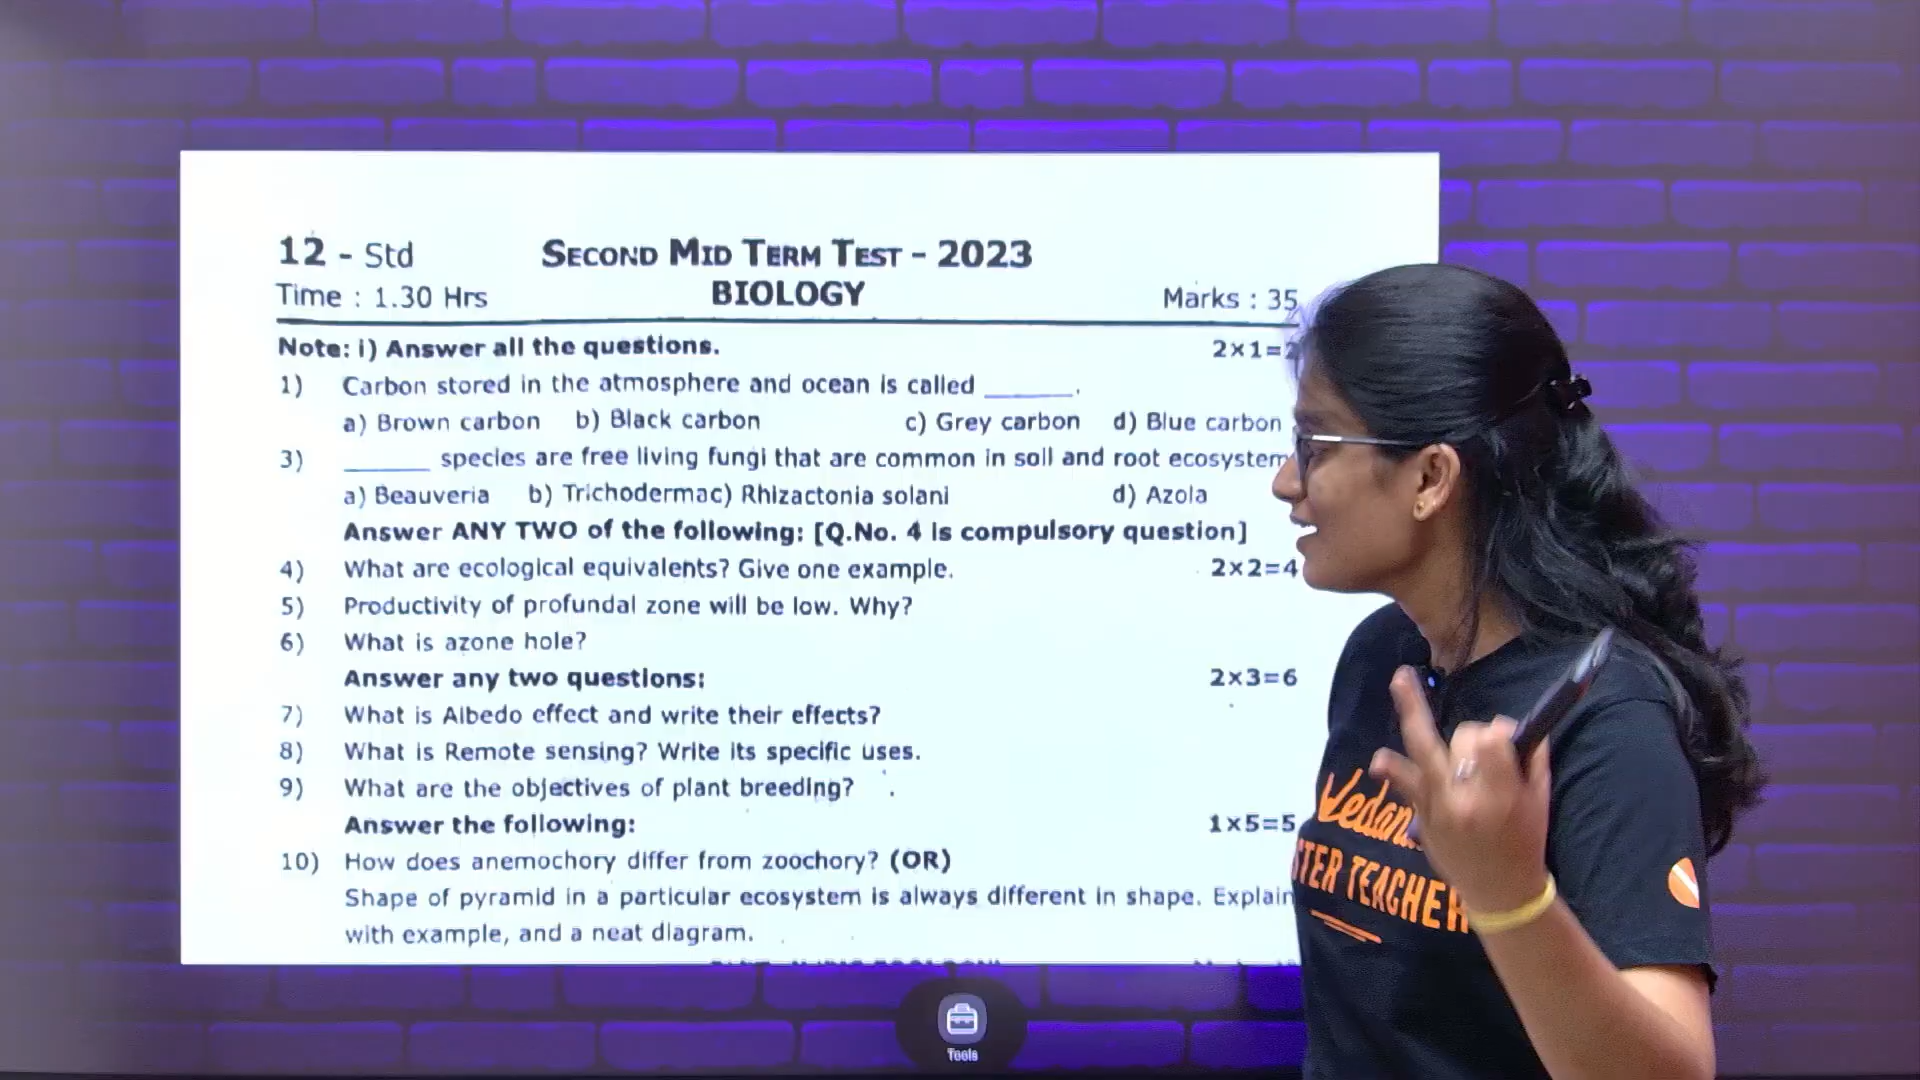 12 - Std SECOND MID TERM TEST - 2023
Time : 1.30 Hrs BIOLOGY Marks : 35
Note: i) Answer all the questions. 2×1=2
1) Carbon stored in the atmosphere and ocean is called ______.
a) Brown carbon b) Black carbon c) Grey carbon d) Blue carbon
3) ______ species are free living fungi that are common in soil and root ecosystem
a) Beauveria b) Trichodermac) Rhizactonia solani d) Azola
Answer ANY TWO of the following: [Q.No. 4 is compulsory question]
4) What are ecological equivalents? Give one example. 2×2=4
5) Productivity of profundal zone will be low. Why?
6) What is azone hole?
Answer any two questions: 2×3=6
7) What is Albedo effect and write their effects?
8) What is Remote sensing? Write its specific uses.
9) What are the objectives of plant breeding?
Answer the following: 1×5=5
10) How does anemochory differ from zoochory? (OR)
Shape of pyramid in a particular ecosystem is always different in shape. Explain
with example, and a neat diagram.
Tools
Vedan
STER TEACHER